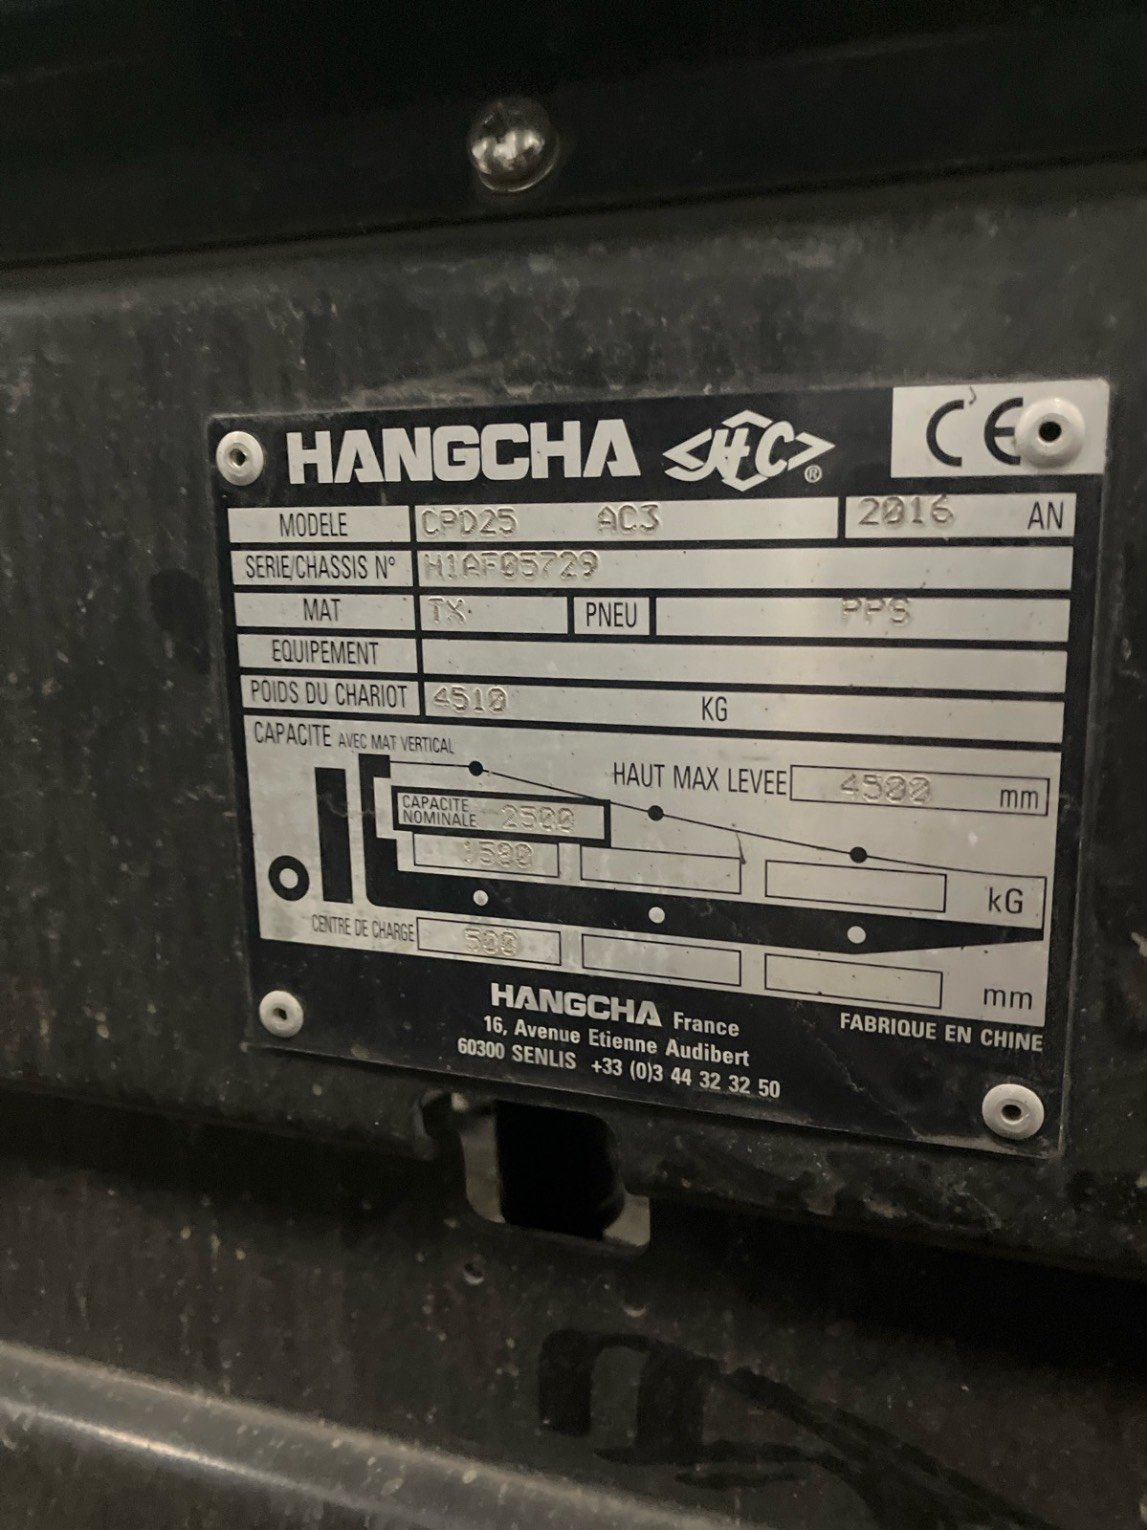 HANGCHA HC ® CE
MODELE CPD25 AC3 2016 AN
SERIE/CHASSIS N° H1AF05729
MAT TX PNEU PPS
EQUIPEMENT
POIDS DU CHARIOT 4510 KG
CAPACITE AVEC MAT VERTICAL
HAUT MAX LEVEE 4500 mm
CAPACITE NOMINALE 2500
1580 kG
CENTRE DE CHARGE 500 mm
HANGCHA France
16, Avenue Etienne Audibert
60300 SENLIS +33 (0)3 44 32 32 50
FABRIQUE EN CHINE